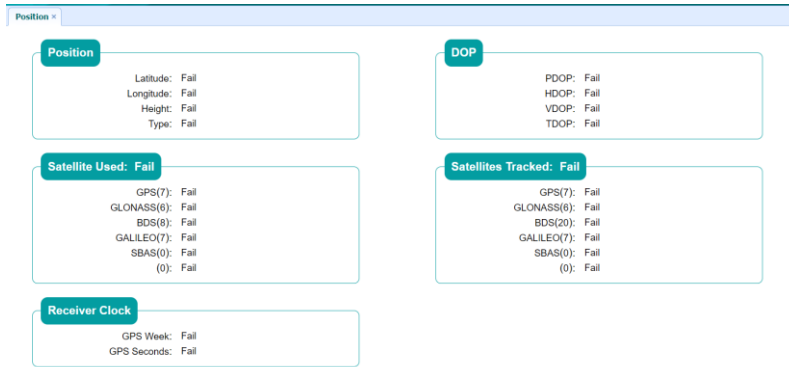 Position ×
Position
Latitude: Fail
Longitude: Fail
Height: Fail
Type: Fail
DOP
PDOP: Fail
HDOP: Fail
VDOP: Fail
TDOP: Fail
Satellite Used: Fail
GPS(7): Fail
GLONASS(6): Fail
BDS(8): Fail
GALILEO(7): Fail
SBAS(0): Fail
(0): Fail
Satellites Tracked: Fail
GPS(7): Fail
GLONASS(6): Fail
BDS(20): Fail
GALILEO(7): Fail
SBAS(0): Fail
(0): Fail
Receiver Clock
GPS Week: Fail
GPS Seconds: Fail